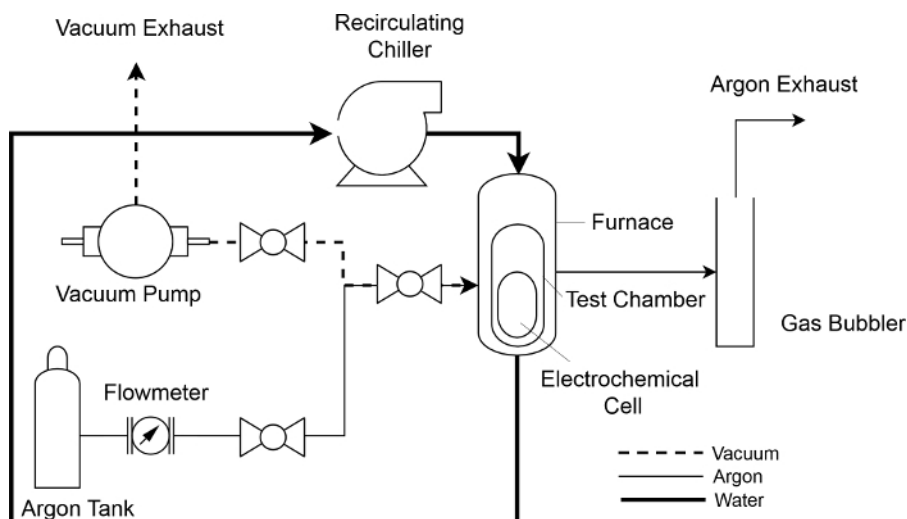 Vacuum Exhaust
Recirculating
Chiller
Argon Exhaust
Furnace
Vacuum Pump
Test Chamber
Gas Bubbler
Flowmeter
Electrochemical
Cell
Argon Tank
Vacuum
Argon
Water